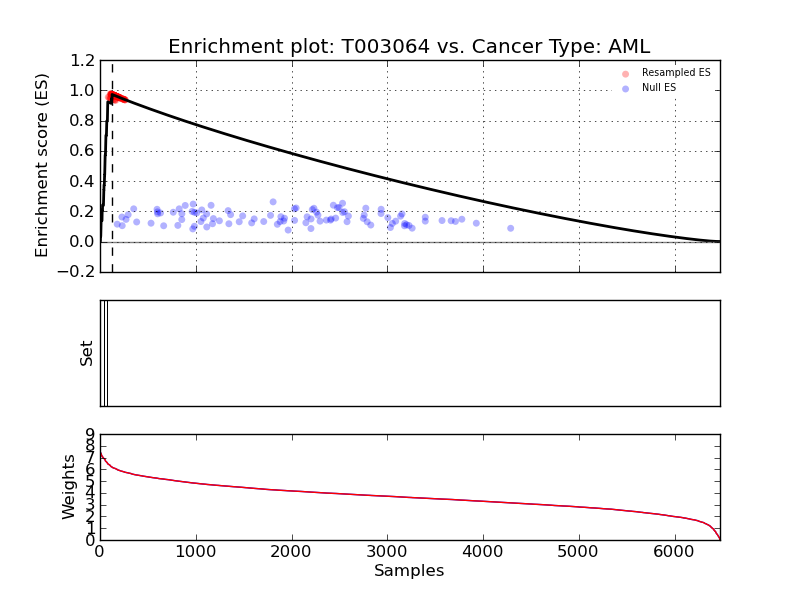 Enrichment plot: T003064 vs. Cancer Type: AML
Enrichment score (ES)
1.2
1.0
0.8
0.6
0.4
0.2
0.0
−0.2
Resampled ES
Null ES
Set
Weights
9
8
7
6
5
4
3
2
1
0
0 1000 2000 3000 4000 5000 6000
Samples